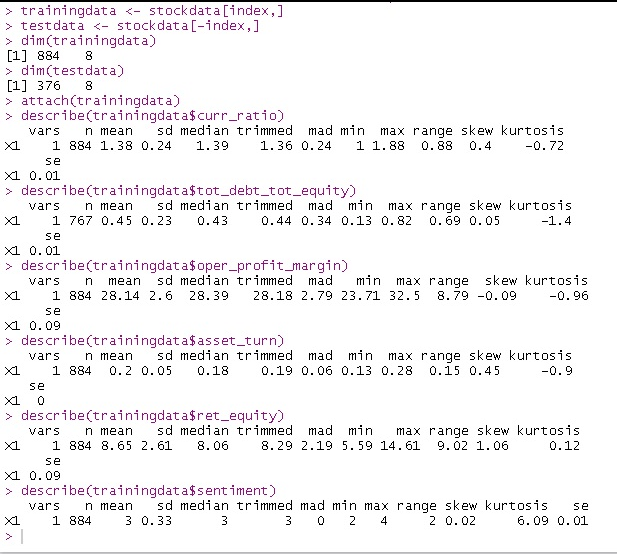 > trainingdata <- stockdata[index,]
> testdata <- stockdata[-index,]
> dim(trainingdata)
[1] 884   8
> dim(testdata)
[1] 376   8
> attach(trainingdata)
> describe(trainingdata$curr_ratio)
   vars   n mean   sd median trimmed  mad min  max range skew kurtosis
X1    1 884 1.38 0.24   1.39    1.36 0.24   1 1.88  0.88  0.4    -0.72
     se
X1 0.01
> describe(trainingdata$tot_debt_tot_equity)
   vars   n mean   sd median trimmed  mad  min  max range skew kurtosis
X1    1 767 0.45 0.23   0.43    0.44 0.34 0.13 0.82  0.69 0.05     -1.4
     se
X1 0.01
> describe(trainingdata$oper_profit_margin)
   vars   n  mean  sd median trimmed  mad   min  max range  skew kurtosis
X1    1 884 28.14 2.6  28.39   28.18 2.79 23.71 32.5  8.79 -0.09    -0.96
     se
X1 0.09
> describe(trainingdata$asset_turn)
   vars   n mean   sd median trimmed  mad  min  max range skew kurtosis
X1    1 884  0.2 0.05   0.18    0.19 0.06 0.13 0.28  0.15 0.45     -0.9
   se
X1  0
> describe(trainingdata$ret_equity)
   vars   n mean   sd median trimmed  mad  min   max range skew kurtosis
X1    1 884 8.65 2.61   8.06    8.29 2.19 5.59 14.61  9.02 1.06     0.12
     se
X1 0.09
> describe(trainingdata$sentiment)
   vars   n mean   sd median trimmed mad min max range skew kurtosis   se
X1    1 884    3 0.33      3       3   0   2   4     2 0.02     6.09 0.01
>